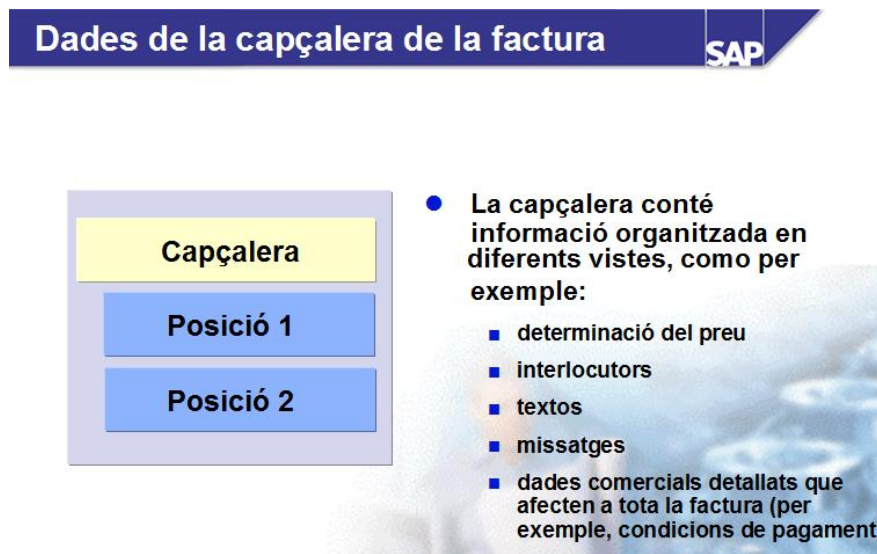 Dades de la capçalera de la factura
SAP
Capçalera
Posició 1
Posició 2
La capçalera conté
informació organitzada en
diferents vistes, como per
exemple:
determinació del preu
interlocutors
textos
missatges
dades comercials detallats que
afecten a tota la factura (per
exemple, condicions de pagament